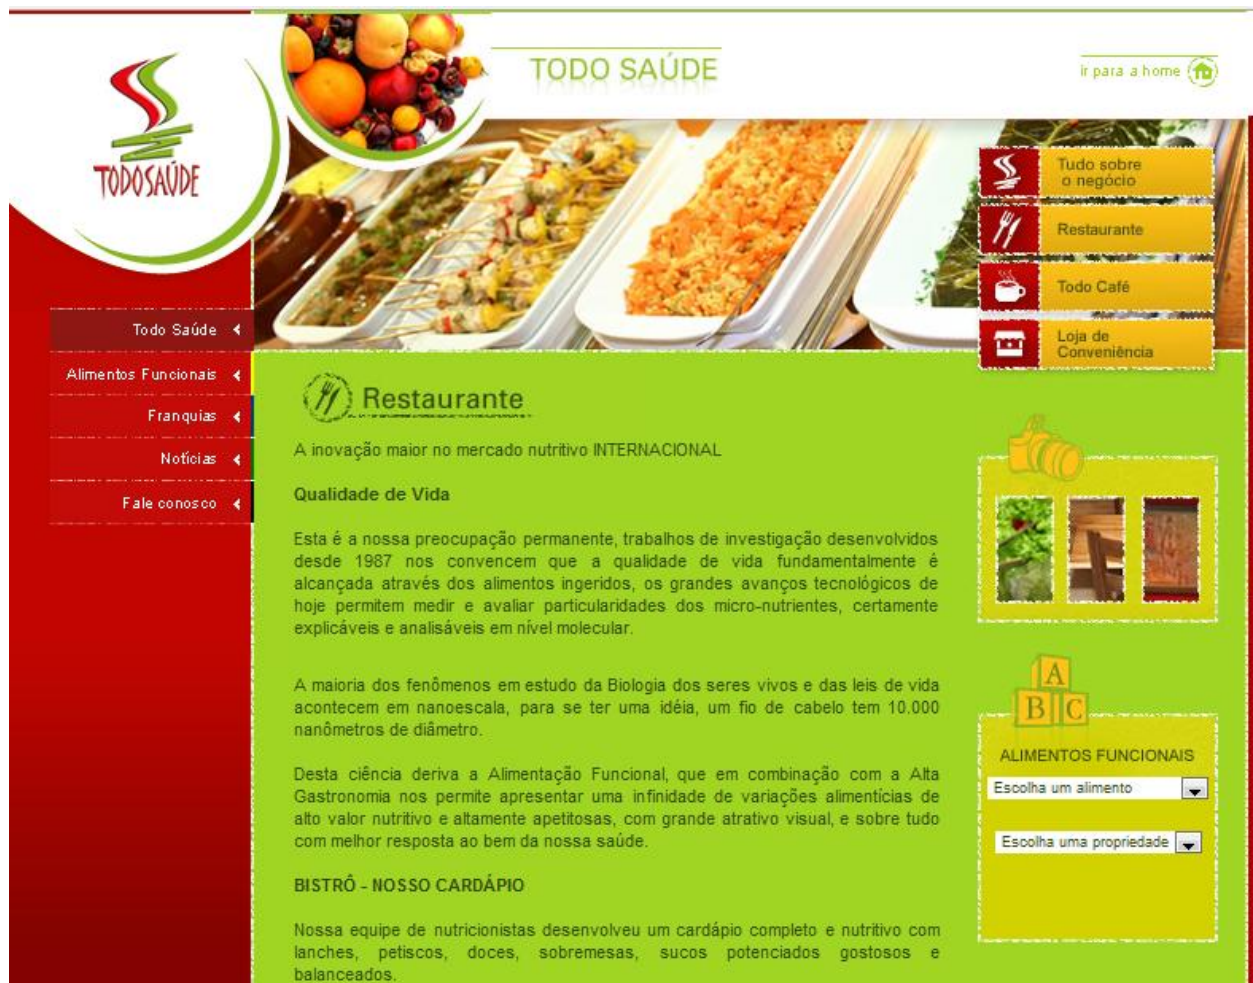 TODO SAÚDE
ir para a home
TODOSAÚDE
Tudo sobre
o negócio
Restaurante
Todo Café
Loja de
Conveniência
Todo Saúde
Alimentos Funcionais
Franquias
Notícias
Fale conosco
Restaurante
A inovação maior no mercado nutritivo INTERNACIONAL
Qualidade de Vida
Esta é a nossa preocupação permanente, trabalhos de investigação desenvolvidos
desde 1987 nos convencem que a qualidade de vida fundamentalmente é
alcançada através dos alimentos ingeridos, os grandes avanços tecnológicos de
hoje permitem medir e avaliar particularidades dos micro-nutrientes, certamente
explicáveis e analisáveis em nível molecular.
A maioria dos fenômenos em estudo da Biologia dos seres vivos e das leis de vida
acontecem em nanoescala, para se ter uma idéia, um fio de cabelo tem 10.000
nanômetros de diâmetro.
Desta ciência deriva a Alimentação Funcional, que em combinação com a Alta
Gastronomia nos permite apresentar uma infinidade de variações alimentícias de
alto valor nutritivo e altamente apetitosas, com grande atrativo visual, e sobre tudo
com melhor resposta ao bem da nossa saúde.
BISTRÔ - NOSSO CARDÁPIO
Nossa equipe de nutricionistas desenvolveu um cardápio completo e nutritivo com
lanches, petiscos, doces, sobremesas, sucos potenciados gostosos e
balanceados.
A
B C
ALIMENTOS FUNCIONAIS
Escolha um alimento
Escolha uma propriedade